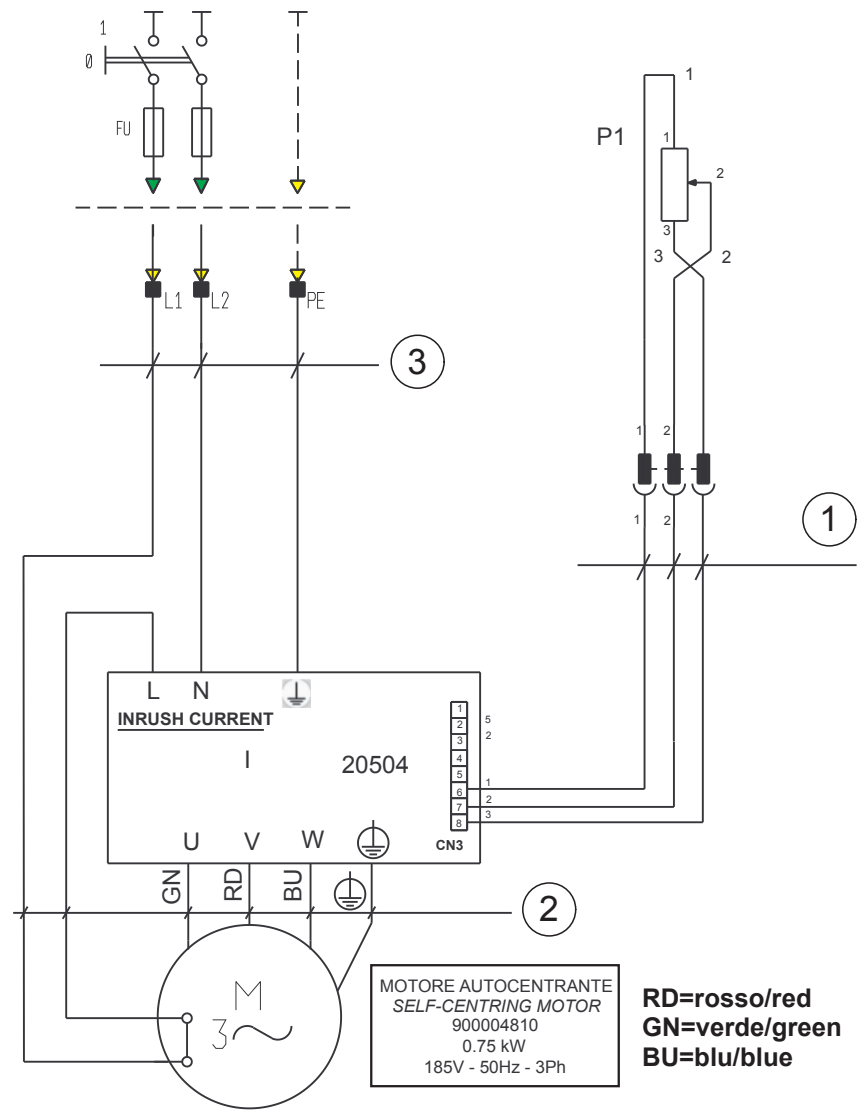 1
0
FU
L1
L2
PE
3
1
P1
1
2
3
3
2
1
2
1
2
1
L
N
INRUSH CURRENT
I
20504
1
2
3
4
5
6
7
8
5
2
1
2
3
CN3
U
V
W
GN
RD
BU
2
M
3
MOTORE AUTOCENTRANTE
SELF-CENTRING MOTOR
900004810
0.75 kW
185V - 50Hz - 3Ph
RD=rosso/red
GN=verde/green
BU=blu/blue